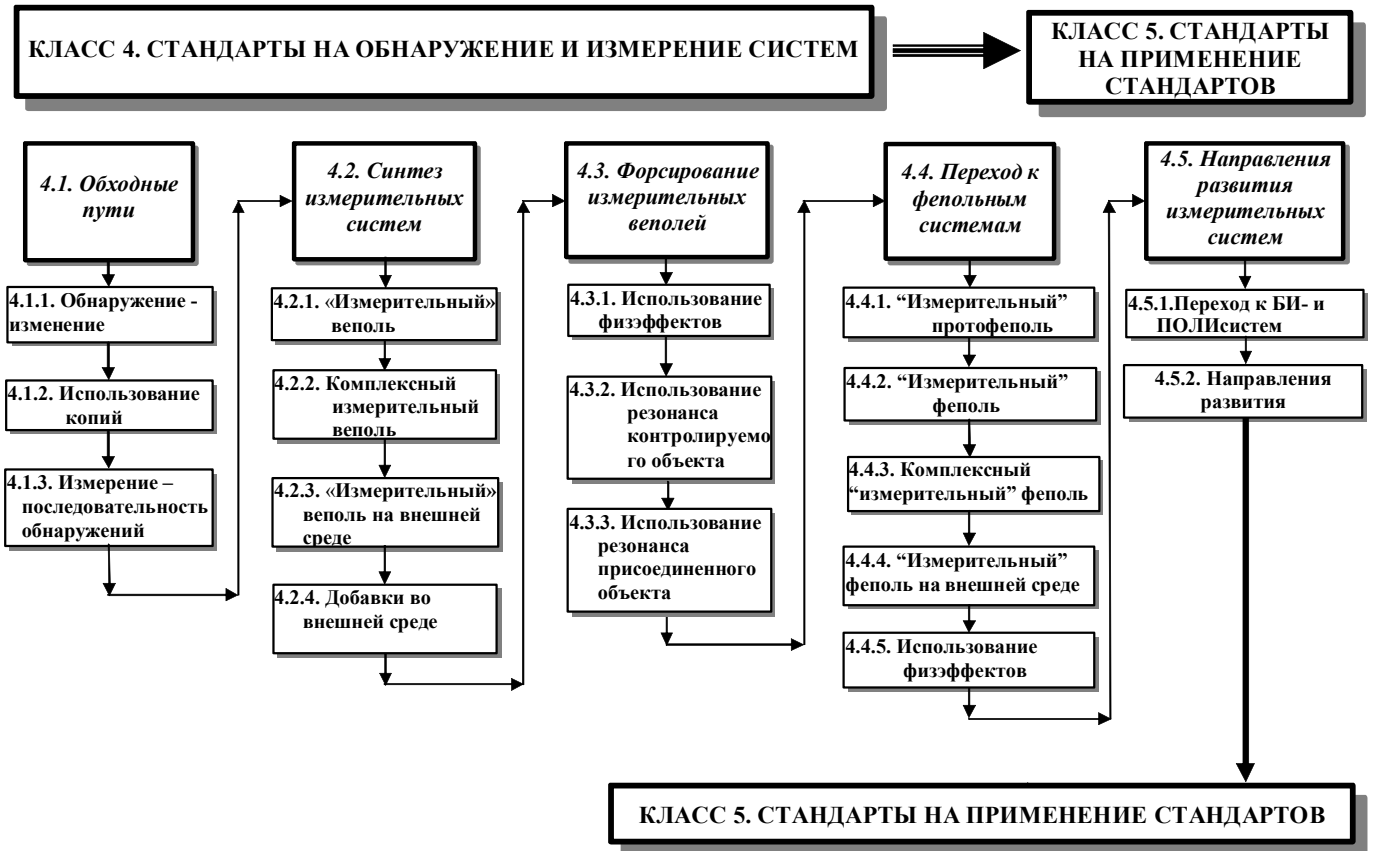 КЛАСС 4. СТАНДАРТЫ НА ОБНАРУЖЕНИЕ И ИЗМЕРЕНИЕ СИСТЕМ
КЛАСС 5. СТАНДАРТЫ
НА ПРИМЕНЕНИЕ
СТАНДАРТОВ
4.1. Обходные
пути
4.1.1. Обнаружение -
изменение
4.1.2. Использование
копий
4.1.3. Измерение –
последовательность
обнаружений
4.2. Синтез
измерительных
систем
4.2.1. «Измерительный»
веполь
4.2.2. Комплексный
измерительный
веполь
4.2.3. «Измерительный»
веполь на внешней
среде
4.2.4. Добавки во
внешней среде
4.3. Форсирование
измерительных
веполей
4.3.1. Использование
физэффектов
4.3.2. Использование
резонанса
контролируемо
го объекта
4.3.3. Использование
резонанса
присоединенного
объекта
4.4. Переход к
фепольным
системам
4.4.1. “Измерительный”
протофеполь
4.4.2. “Измерительный”
феполь
4.4.3. Комплексный
“измерительный” феполь
4.4.4. “Измерительный”
феполь на внешней среде
4.4.5. Использование
физэффектов
4.5. Направления
развития
измерительных
систем
4.5.1.Переход к БИ- и
ПОЛИсистем
4.5.2. Направления
развития
КЛАСС 5. СТАНДАРТЫ НА ПРИМЕНЕНИЕ СТАНДАРТОВ